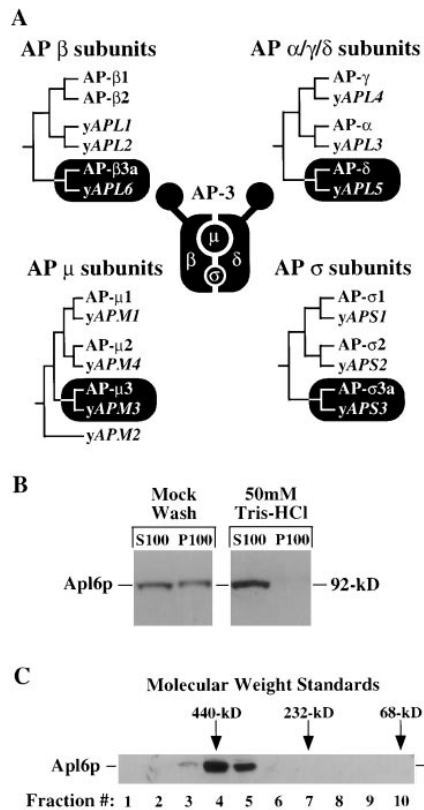 A
AP β subunits
AP-β1
AP-β2
yAPL1
yAPL2
AP-β3a
yAPL6
AP α/γ/δ subunits
AP-γ
yAPL4
AP-α
yAPL3
AP-δ
yAPL5
AP-3
β
μ
δ
σ
AP μ subunits
AP-μ1
yAPM1
AP-μ2
yAPM4
AP-μ3
yAPM3
yAPM2
AP σ subunits
AP-σ1
yAPS1
AP-σ2
yAPS2
AP-σ3a
yAPS3
B
Mock Wash
50mM Tris-HCl
S100 P100
S100 P100
Apl6p
92-kD
C
Molecular Weight Standards
440-kD 232-kD 68-kD
Apl6p
Fraction #: 1 2 3 4 5 6 7 8 9 10